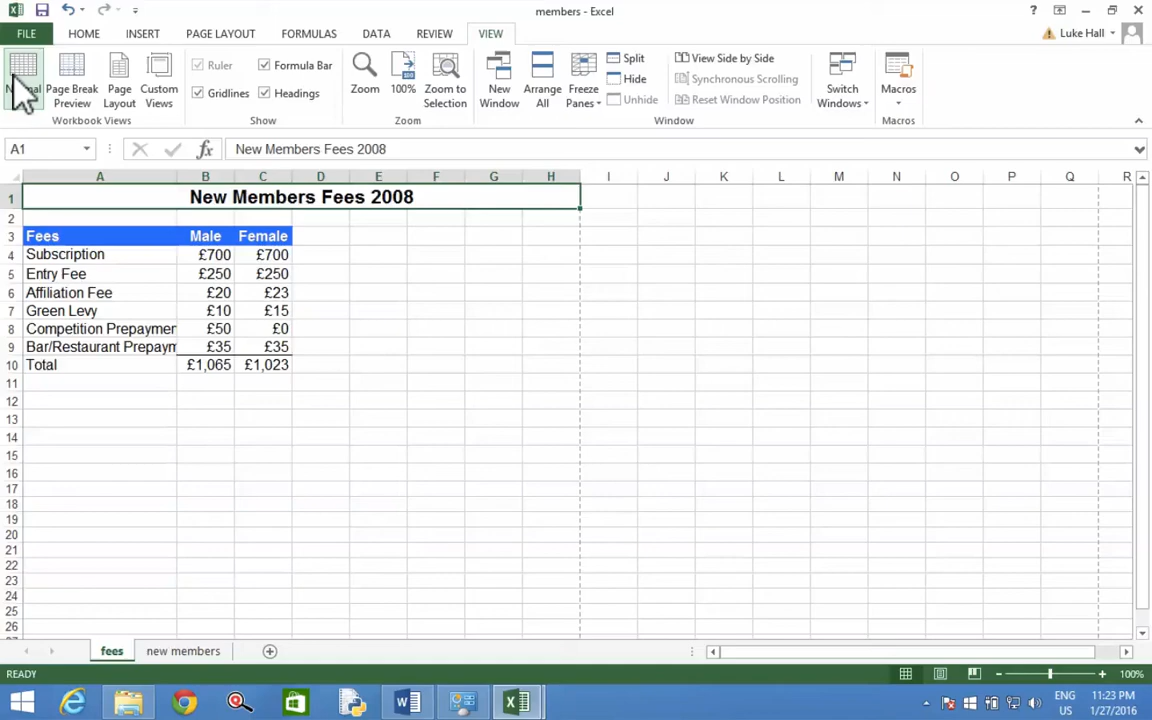 members - Excel
FILE HOME INSERT PAGE LAYOUT FORMULAS DATA REVIEW VIEW Luke Hall
Page Break Preview
Page Layout
Custom Views
Ruler Formula Bar
Gridlines Headings
Zoom 100% Zoom to Selection
New Window Arrange All Freeze Panes
Split
Hide
Unhide
View Side by Side
Synchronous Scrolling
Reset Window Position
Switch Windows
Macros
Workbook Views Show Zoom Window Macros
A1 fx New Members Fees 2008
A B C D E F G H I J K L M N O P Q R
1 New Members Fees 2008
2
3 Fees Male Female
4 Subscription £700 £700
5 Entry Fee £250 £250
6 Affiliation Fee £20 £23
7 Green Levy £10 £15
8 Competition Prepaymen £50 £0
9 Bar/Restaurant Prepaym £35 £35
10 Total £1,065 £1,023
11
12
13
14
15
16
17
18
19
20
21
22
23
24
25
26
fees new members
READY 100%
ENG 11:23 PM
US 1/27/2016